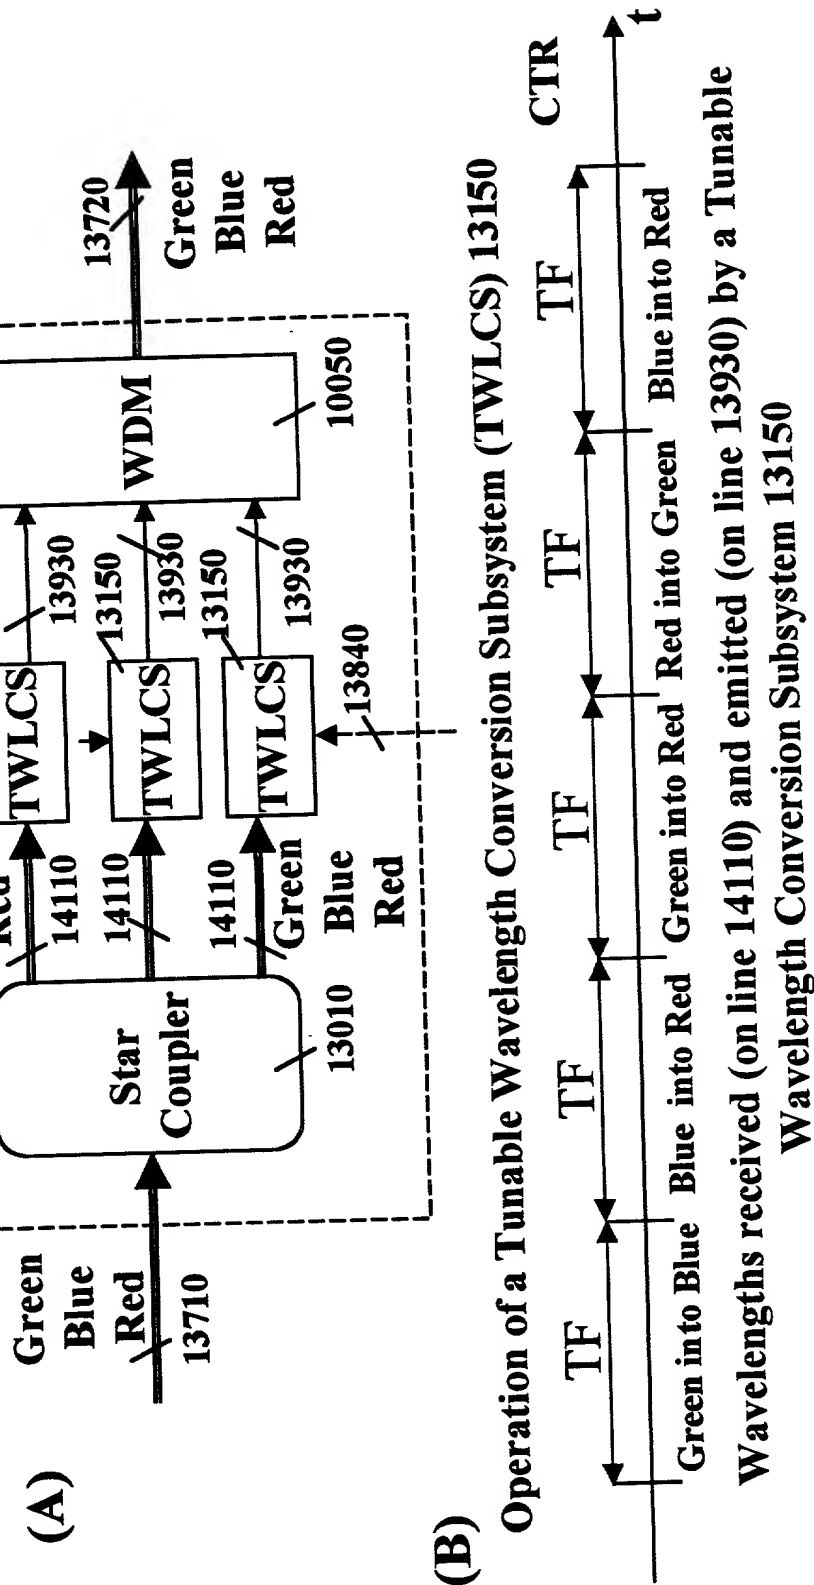 (A)
Green
Blue
Red
13710
Star
Coupler
13010
14110
14110
14110
Green
Blue
Red
TWLCS
TWLCS
TWLCS
13150
13150
13840
13930
13930
13930
WDM
10050
13720
Green
Blue
Red
(B)
Operation of a Tunable Wavelength Conversion Subsystem (TWLCS) 13150
TF
TF
TF
TF
TF
CTR
t
Green into Blue
Blue into Red
Green into Red
Red into Green
Blue into Red
Wavelengths received (on line 14110) and emitted (on line 13930) by a Tunable
Wavelength Conversion Subsystem 13150